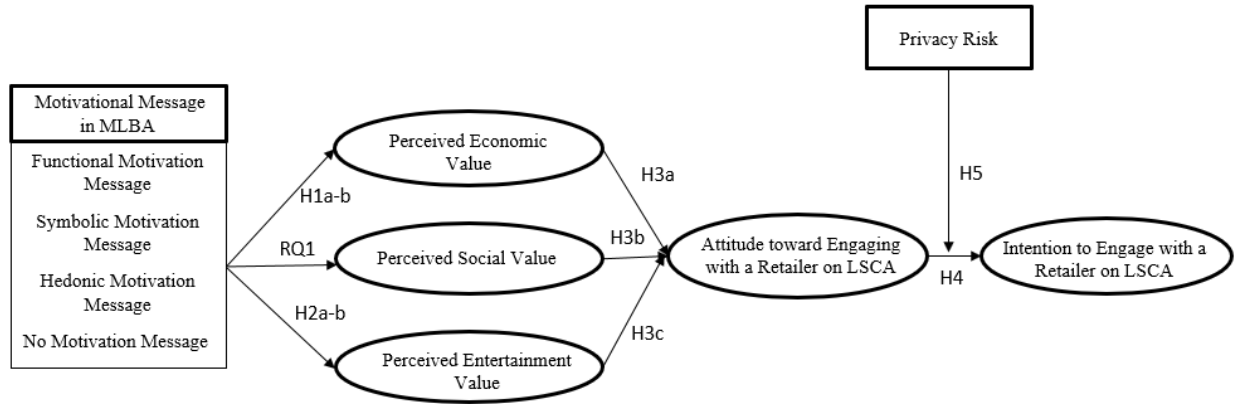 Privacy Risk
Motivational Message
in MLBA
Functional Motivation
Message
Symbolic Motivation
Message
Hedonic Motivation
Message
No Motivation Message
H1a-b
RQ1
H2a-b
Perceived Economic
Value
Perceived Social Value
Perceived Entertainment
Value
H3a
H3b
H3c
Attitude toward Engaging
with a Retailer on LSCA
H5
H4
Intention to Engage with a
Retailer on LSCA